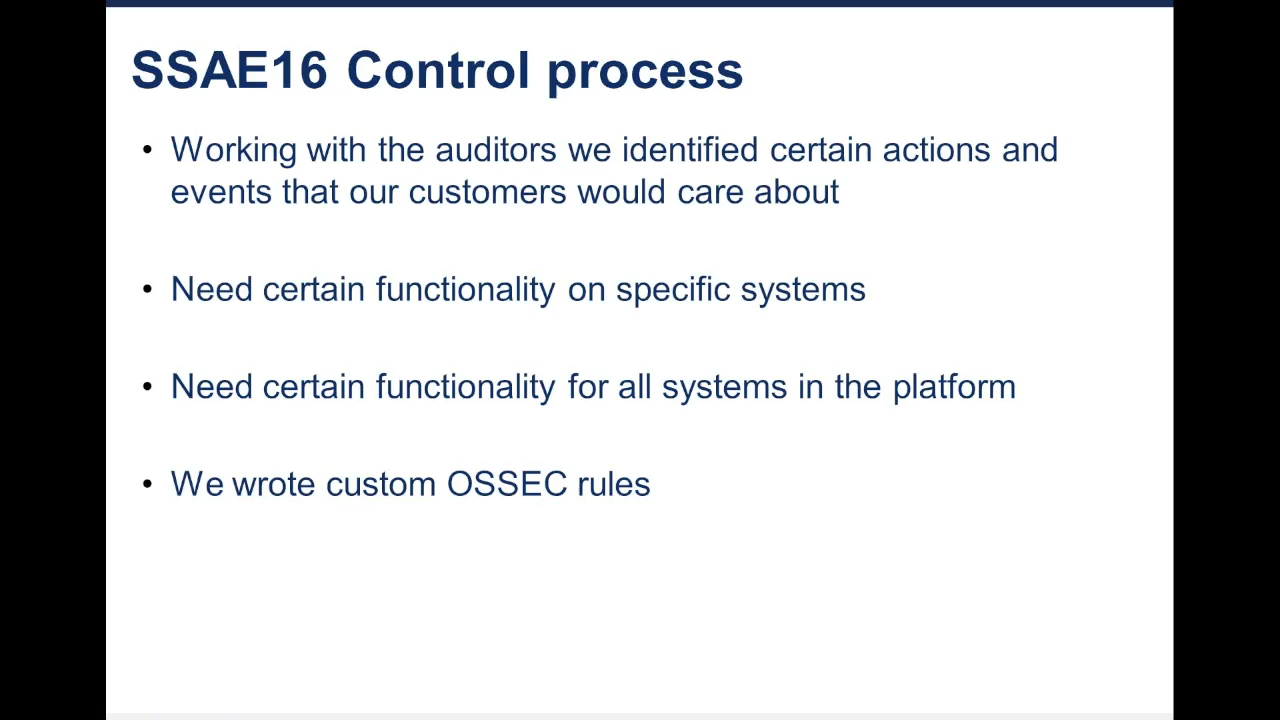 SSAE16 Control process
• Working with the auditors we identified certain actions and
events that our customers would care about
• Need certain functionality on specific systems
• Need certain functionality for all systems in the platform
• We wrote custom OSSEC rules